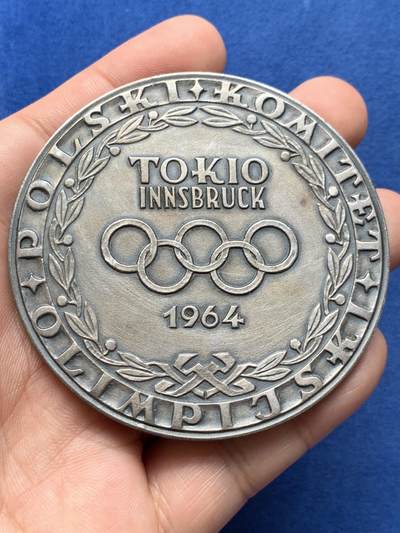 POLSKI KOMITET
OLIMPIJSKI
TOKIO
INNSBRUCK
1964